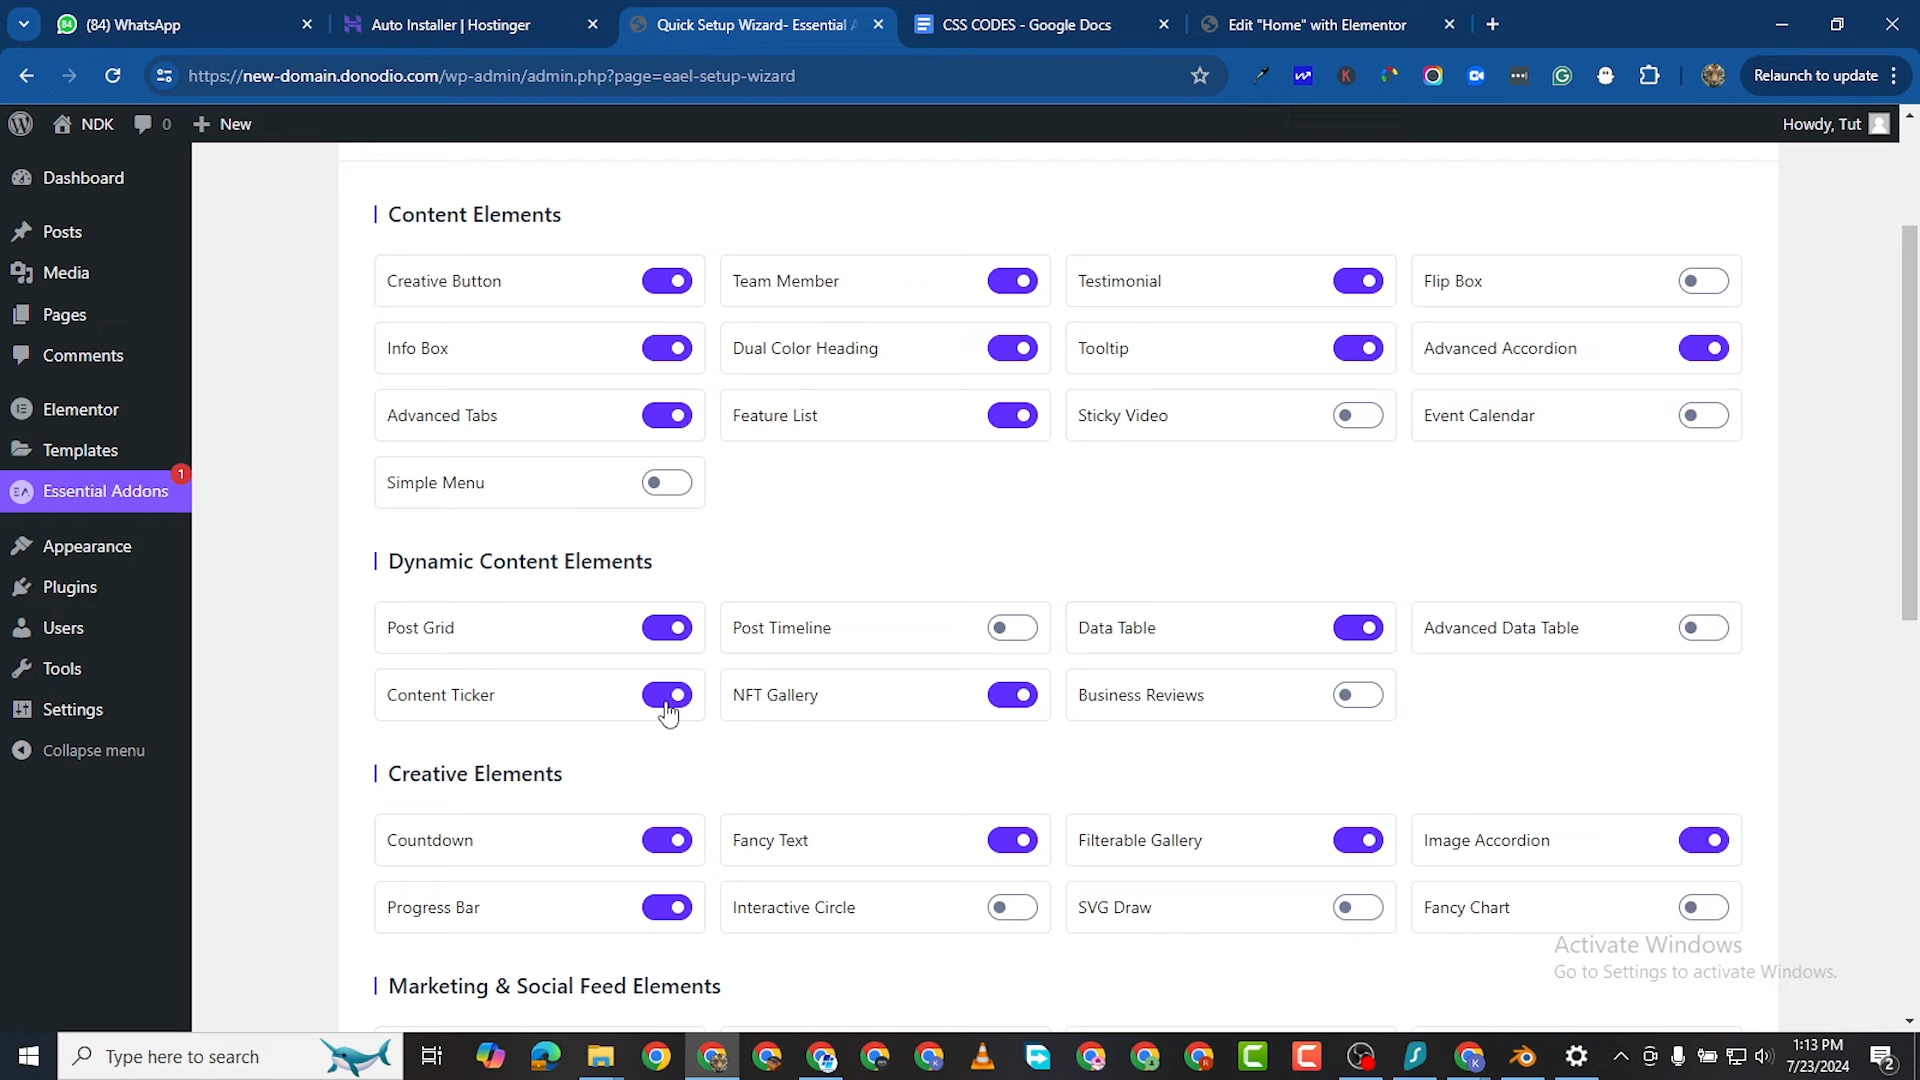 (84) WhatsApp
Auto Installer | Hostinger
Quick Setup Wizard- Essential A
CSS CODES - Google Docs
Edit "Home" with Elementor
https://new-domain.donodio.com/wp-admin/admin.php?page=eael-setup-wizard
Relaunch to update
NDK
0
New
Howdy, Tut
Dashboard
Posts
Media
Pages
Comments
Elementor
Templates
Essential Addons
1
Appearance
Plugins
Users
Tools
Settings
Collapse menu
Content Elements
Creative Button
Team Member
Testimonial
Flip Box
Info Box
Dual Color Heading
Tooltip
Advanced Accordion
Advanced Tabs
Feature List
Sticky Video
Event Calendar
Simple Menu
Dynamic Content Elements
Post Grid
Post Timeline
Data Table
Advanced Data Table
Content Ticker
NFT Gallery
Business Reviews
Creative Elements
Countdown
Fancy Text
Filterable Gallery
Image Accordion
Progress Bar
Interactive Circle
SVG Draw
Fancy Chart
Marketing & Social Feed Elements
Activate Windows
Go to Settings to activate Windows.
Type here to search
1:13 PM
7/23/2024
2